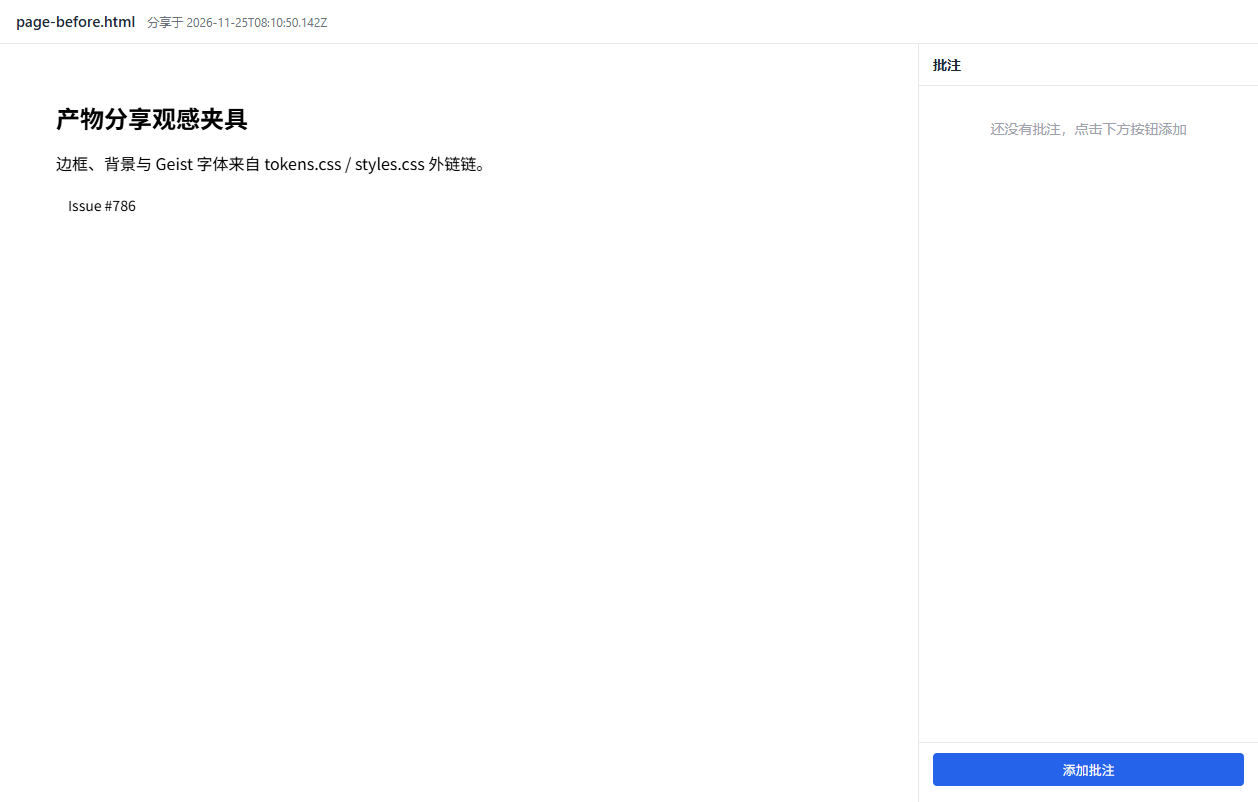 page-before.html 分享于 2026-11-25T08:10:50.142Z
批注
还没有批注，点击下方按钮添加
产物分享观感夹具
边框、背景与 Geist 字体来自 tokens.css / styles.css 外链链。
Issue #786
添加批注